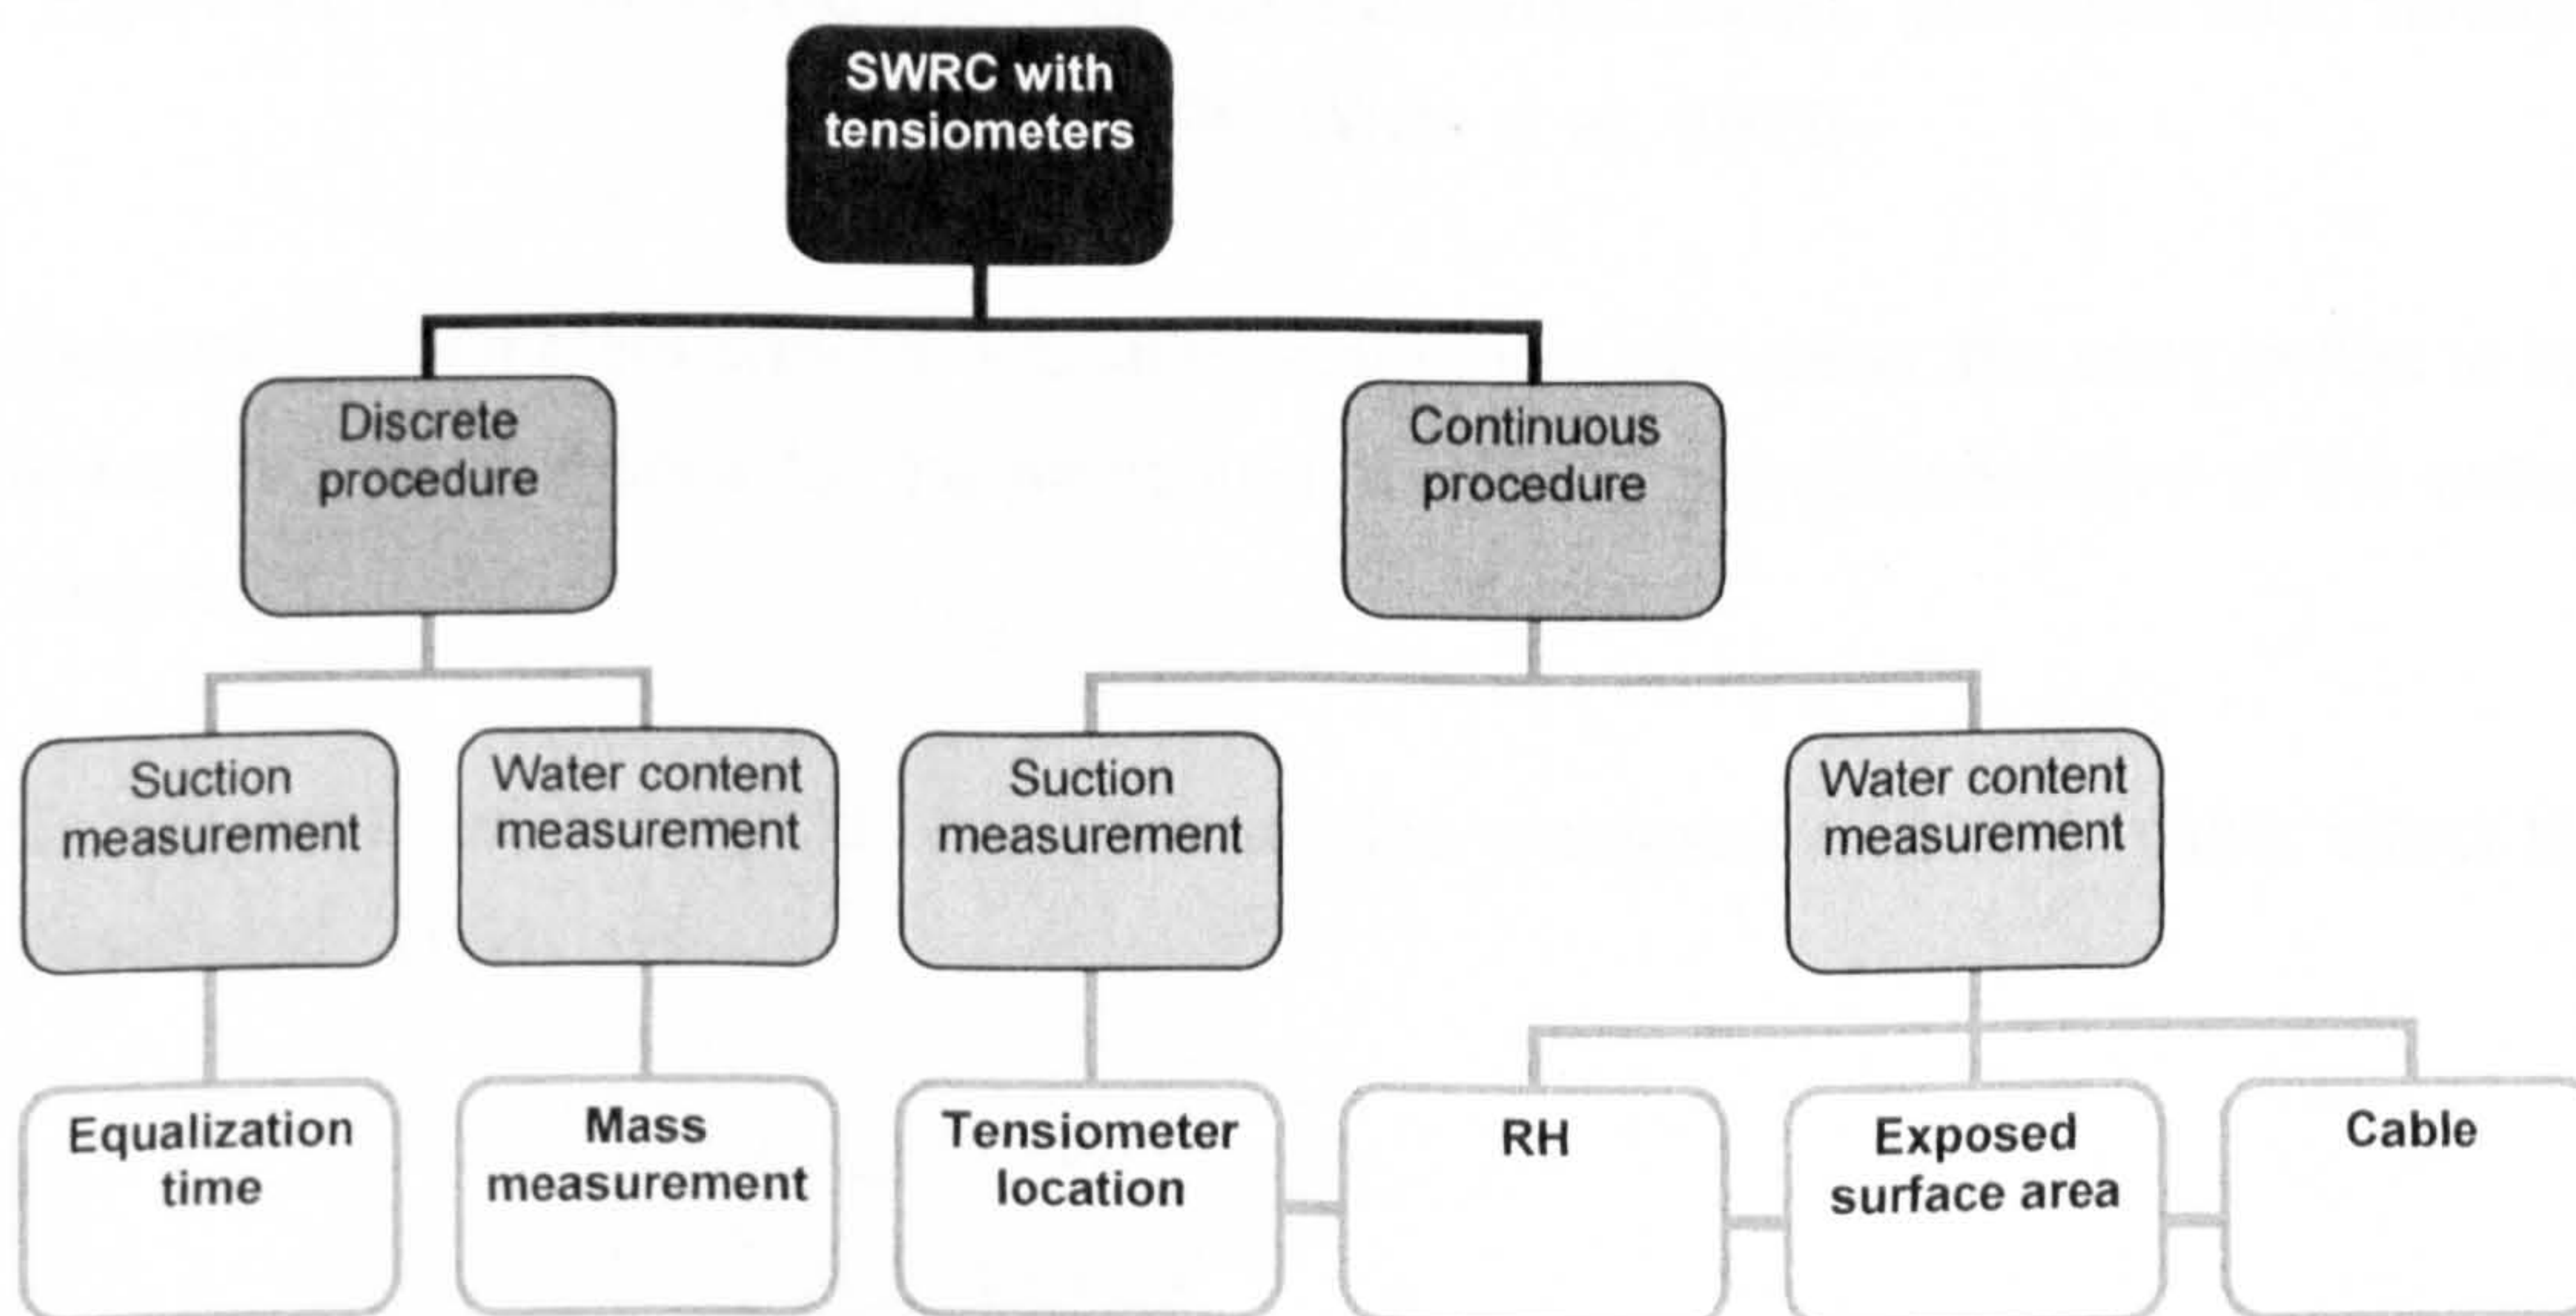 SWRC with
tensiometers
Discrete
procedure
Continuous
procedure
Suction
measurement
Water content
measurement
Suction
measurement
Water content
measurement
Equalization
time
Mass
measurement
Tensiometer
location
RH
Exposed
surface area
Cable